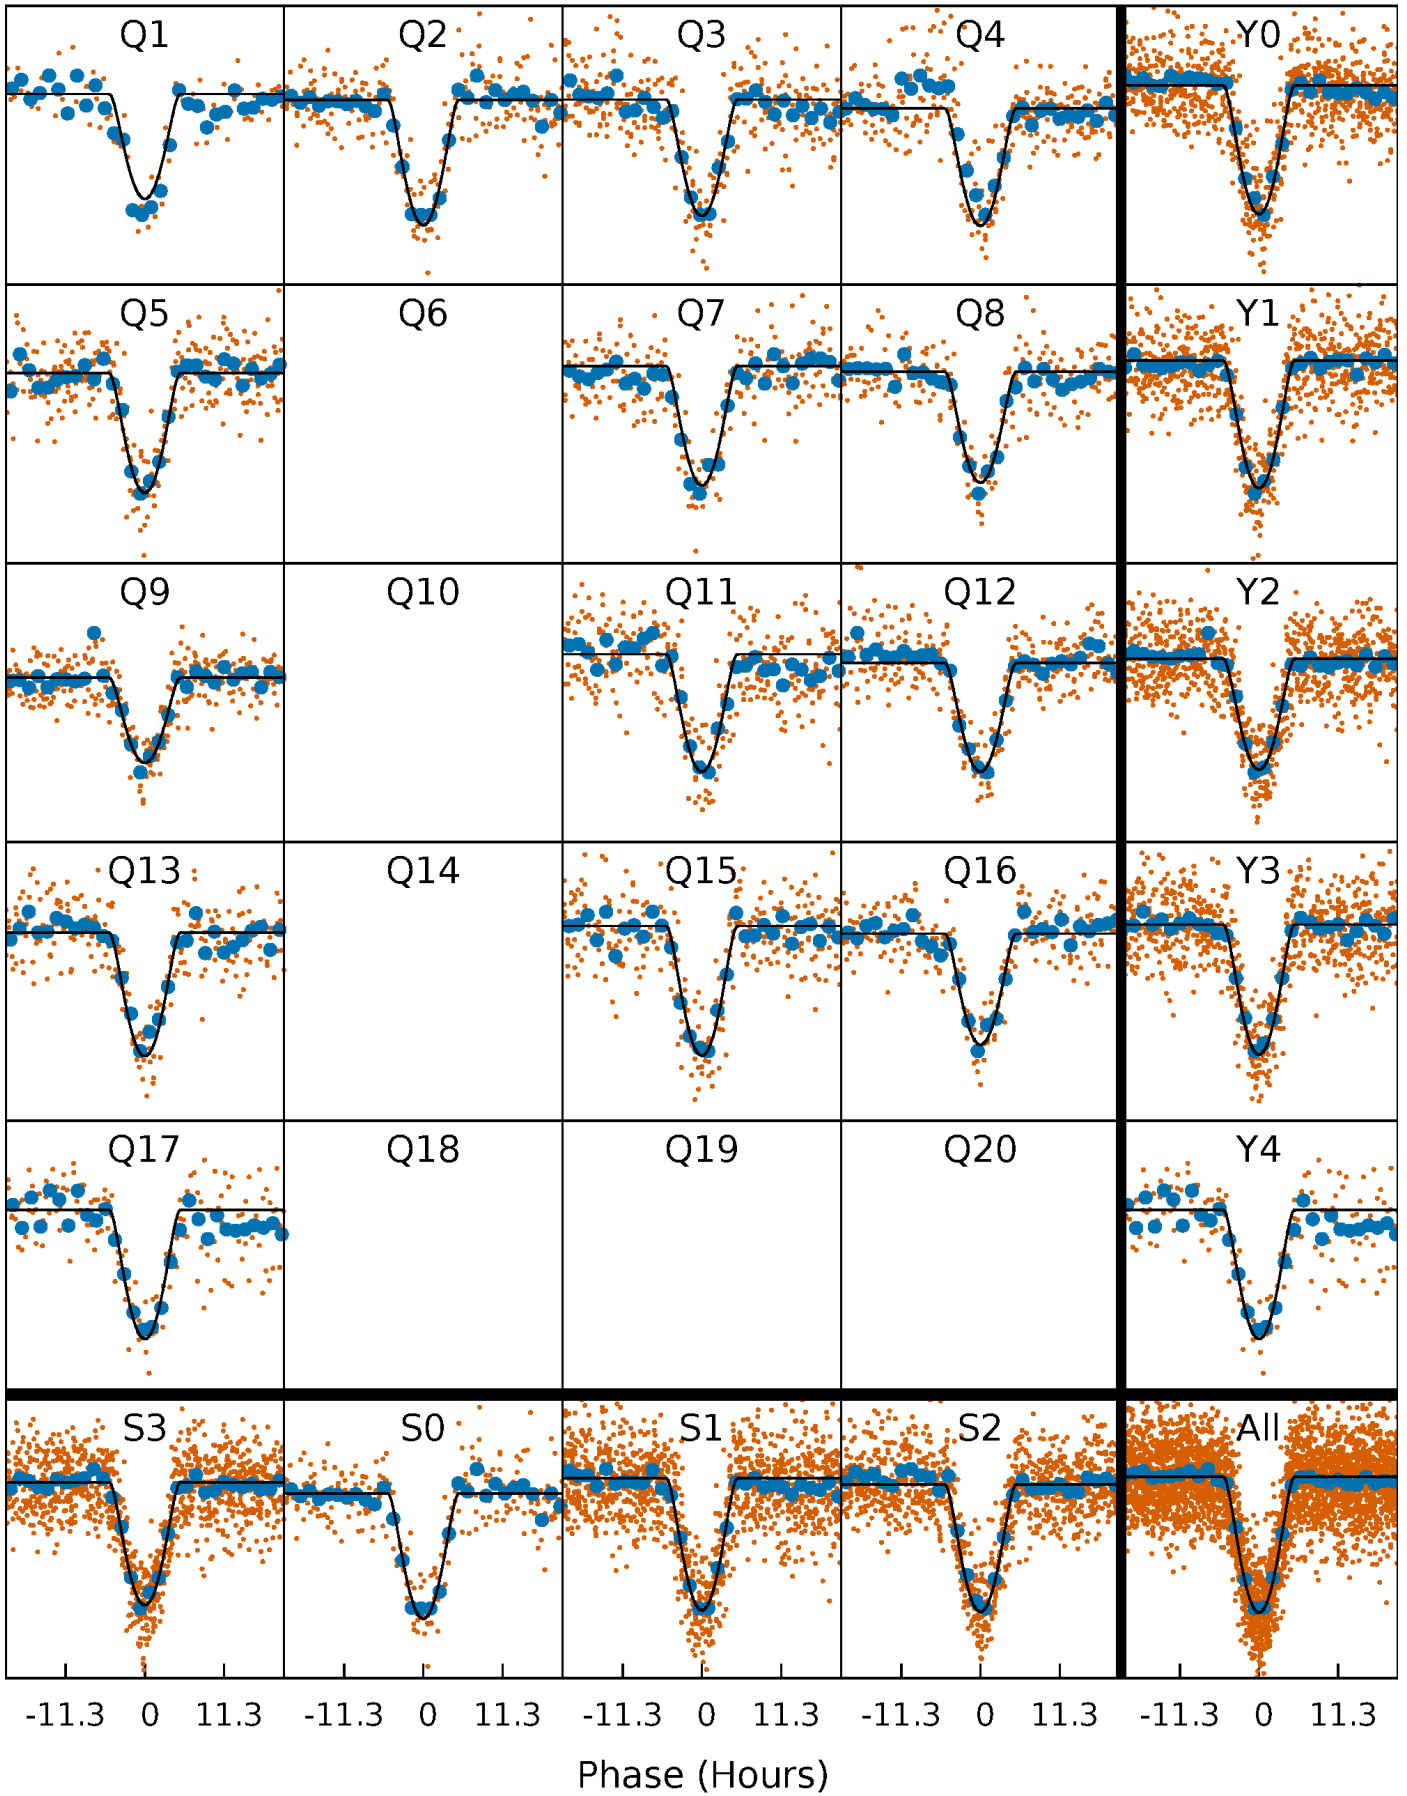 Q1 Q2 Q3 Q4 Y0
Q5 Q6 Q7 Q8 Y1
Q9 Q10 Q11 Q12 Y2
Q13 Q14 Q15 Q16 Y3
Q17 Q18 Q19 Q20 Y4
S3 S0 S1 S2 All
-11.3 0 11.3 -11.3 0 11.3 -11.3 0 11.3 -11.3 0 11.3 -11.3 0 11.3
Phase (Hours)